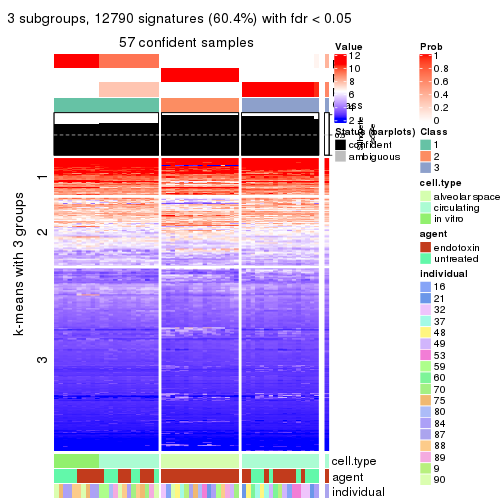 3 subgroups, 12790 signatures (60.4%) with fdr < 0.05
57 confident samples
k-means with 3 groups
1
2
3
cell.type
agent
individual
Value
12
10
8
6
4
2
Status (barplots)
confident
ambiguous
Prob
1
0.8
0.6
0.4
0.2
0
Class
1
2
3
cell.type
alveolar space
circulating
in vitro
agent
endotoxin
untreated
individual
16
21
32
37
48
49
53
59
60
70
75
80
84
87
88
89
9
90